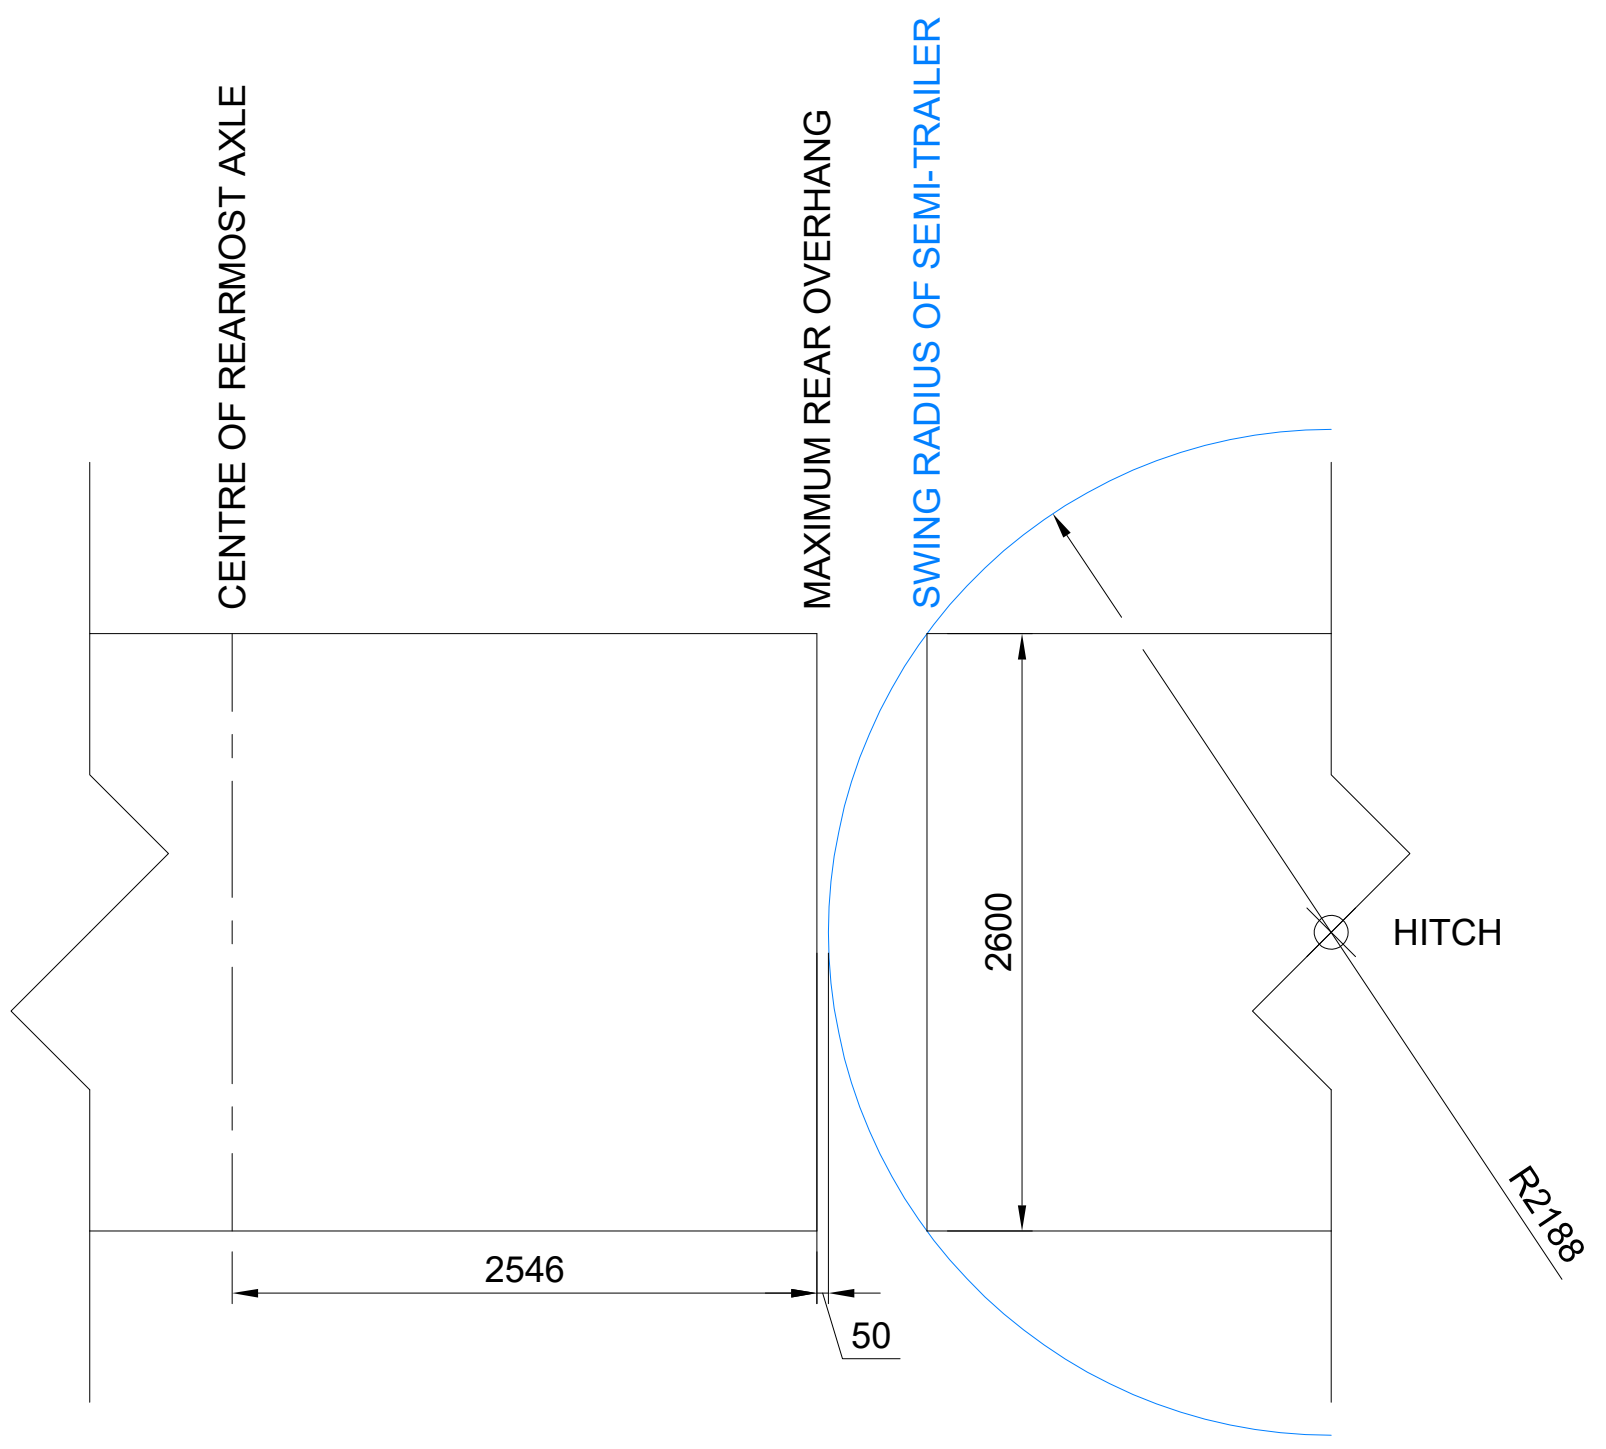 CENTRE OF REARMOST AXLE
MAXIMUM REAR OVERHANG
SWING RADIUS OF SEMI-TRAILER
2600
HITCH
R2188
2546
50